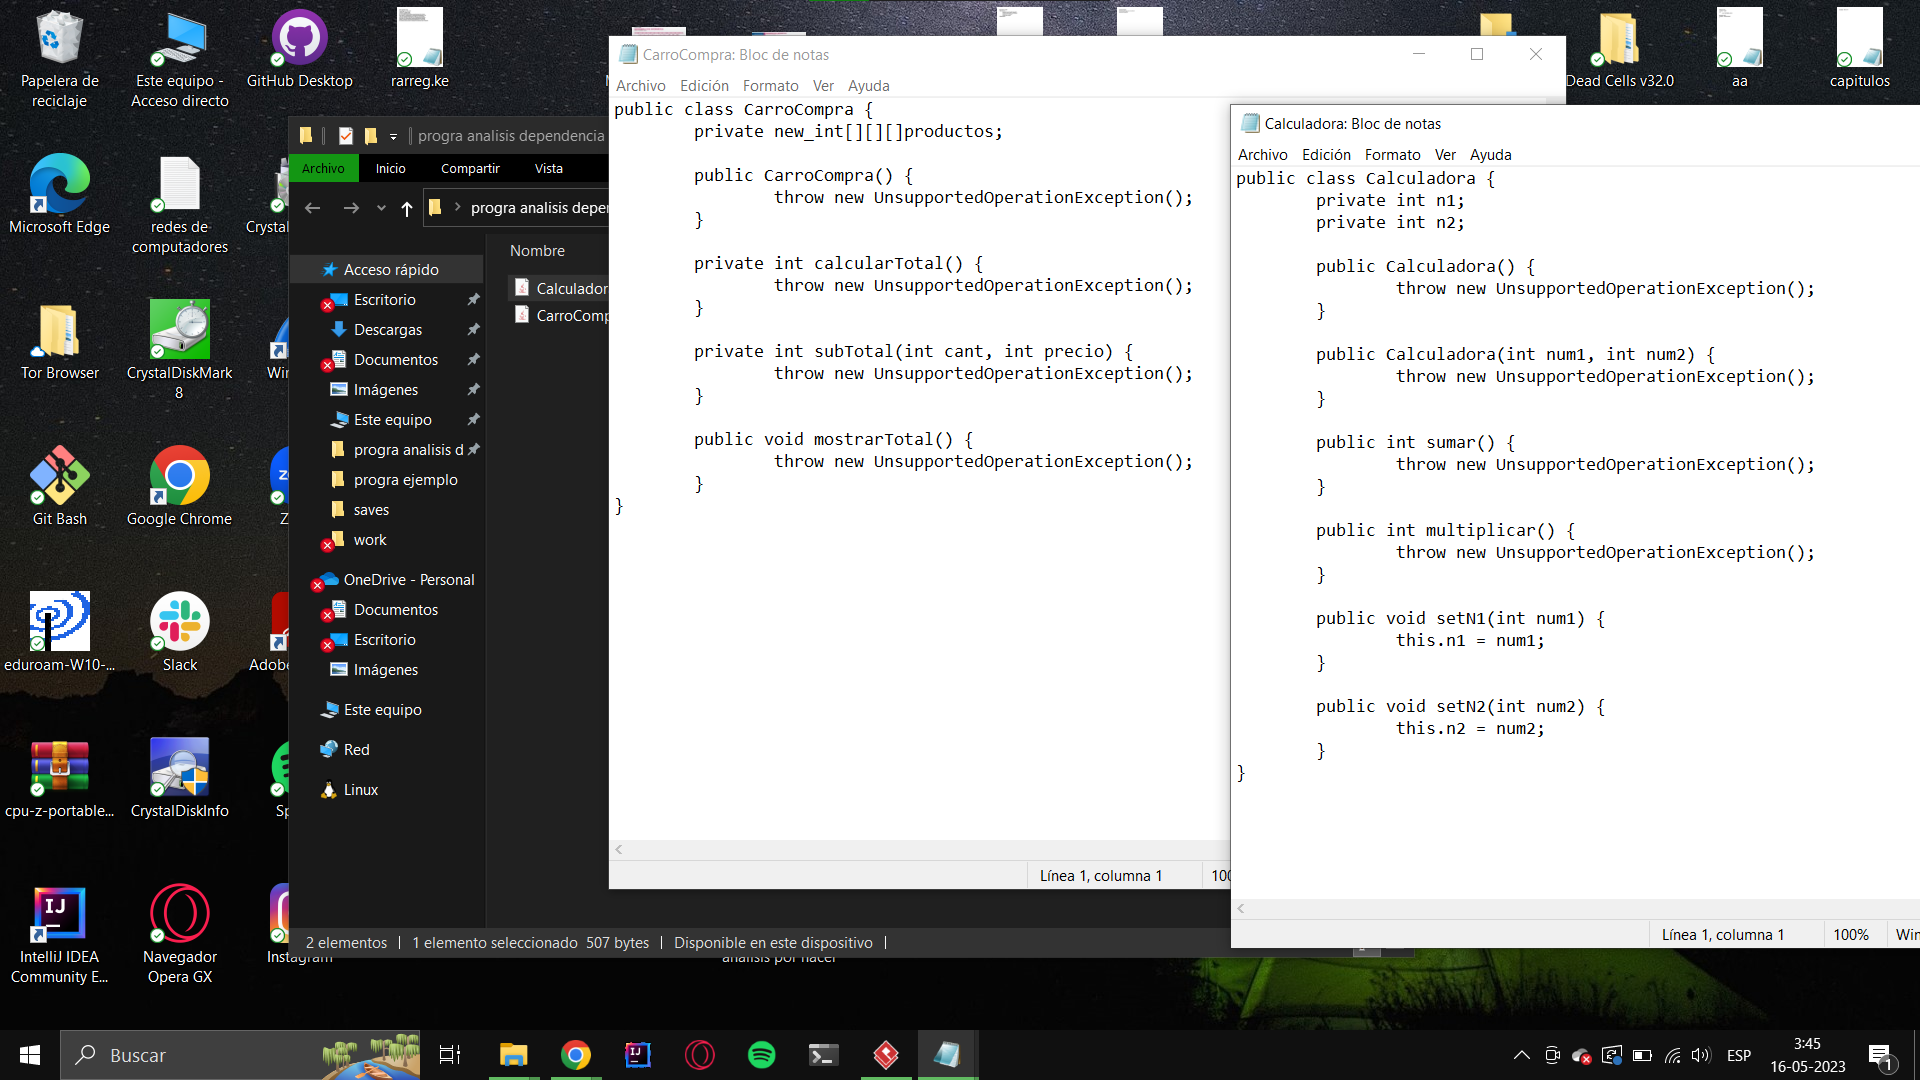 Papelera de
reciclaje
Este equipo -
Acceso directo
GitHub Desktop
rarreg.ke
Dead Cells v32.0
aa
capitulos
Microsoft Edge
redes de
computadores
Crystal
Tor Browser
CrystalDiskMark
8
Win
Git Bash
Google Chrome
Z
eduroam-W10-...
Slack
Adobe
cpu-z-portable...
CrystalDiskInfo
Sp
IntelliJ IDEA
Community E...
Navegador
Opera GX
Instagram
analisis por hacer
progra analisis dependencia
Archivo
Inicio
Compartir
Vista
progra analisis deper
Nombre
Acceso rápido
Escritorio
Descargas
Documentos
Imágenes
Este equipo
progra analisis d
progra ejemplo
saves
work
OneDrive - Personal
Documentos
Escritorio
Imágenes
Este equipo
Red
Linux
Calculador
CarroComp
2 elementos
1 elemento seleccionado 507 bytes
Disponible en este dispositivo
CarroCompra: Bloc de notas
Archivo Edición Formato Ver Ayuda
public class CarroCompra {
private new_int[][][]productos;
public CarroCompra() {
throw new UnsupportedOperationException();
}
private int calcularTotal() {
throw new UnsupportedOperationException();
}
private int subTotal(int cant, int precio) {
throw new UnsupportedOperationException();
}
public void mostrarTotal() {
throw new UnsupportedOperationException();
}
}
Línea 1, columna 1
100
Calculadora: Bloc de notas
Archivo Edición Formato Ver Ayuda
public class Calculadora {
private int n1;
private int n2;
public Calculadora() {
throw new UnsupportedOperationException();
}
public Calculadora(int num1, int num2) {
throw new UnsupportedOperationException();
}
public int sumar() {
throw new UnsupportedOperationException();
}
public int multiplicar() {
throw new UnsupportedOperationException();
}
public void setN1(int num1) {
this.n1 = num1;
}
public void setN2(int num2) {
this.n2 = num2;
}
}
Línea 1, columna 1
100%
Win
Buscar
ESP
3:45
16-05-2023
1